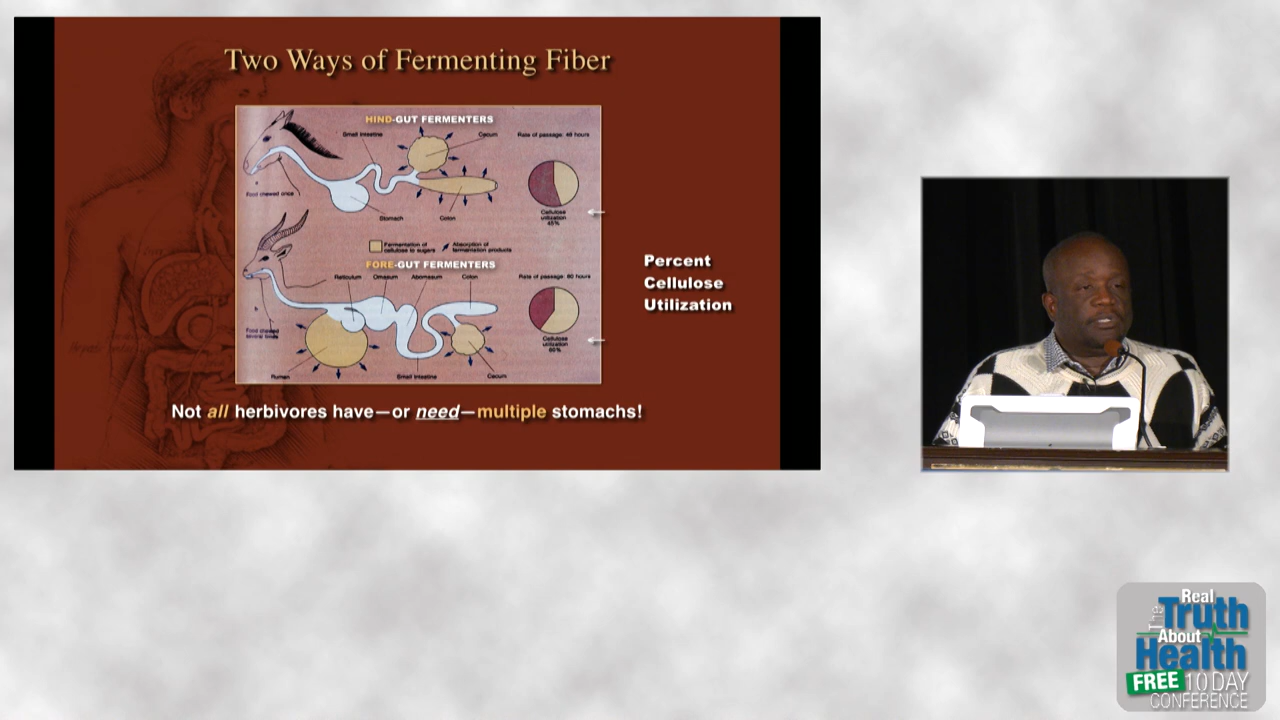 Two Ways of Fermenting Fiber
HIND-GUT FERMENTERS
Small Intestine
Cecum
Rate of passage: 48 hours
Food chewed once
Stomach
Colon
Cellulose
utilization
45%
Fermentation of
cellulose to sugars
Absorption of
fermentation products
FORE-GUT FERMENTERS
Reticulum
Omasum
Abomasum
Colon
Rate of passage: 80 hours
Food chewed
several times
Cellulose
utilization
60%
Rumen
Small Intestine
Cecum
Percent
Cellulose
Utilization
Not all herbivores have—or need—multiple stomachs!
The Real
Truth
About
Health
FREE 10 DAY
CONFERENCE